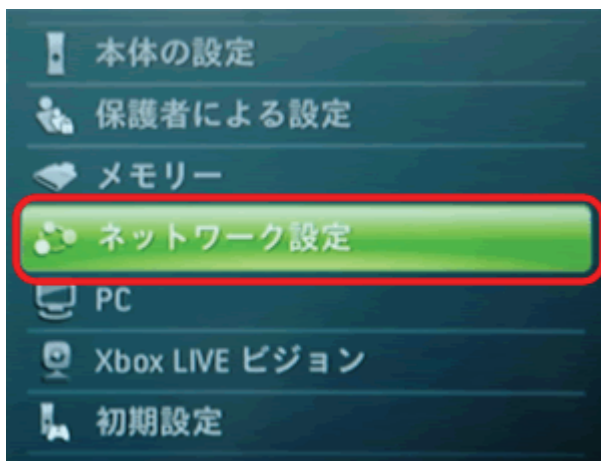 本体の設定
保護者による設定
メモリー
ネットワーク設定
PC
Xbox LIVE ビジョン
初期設定